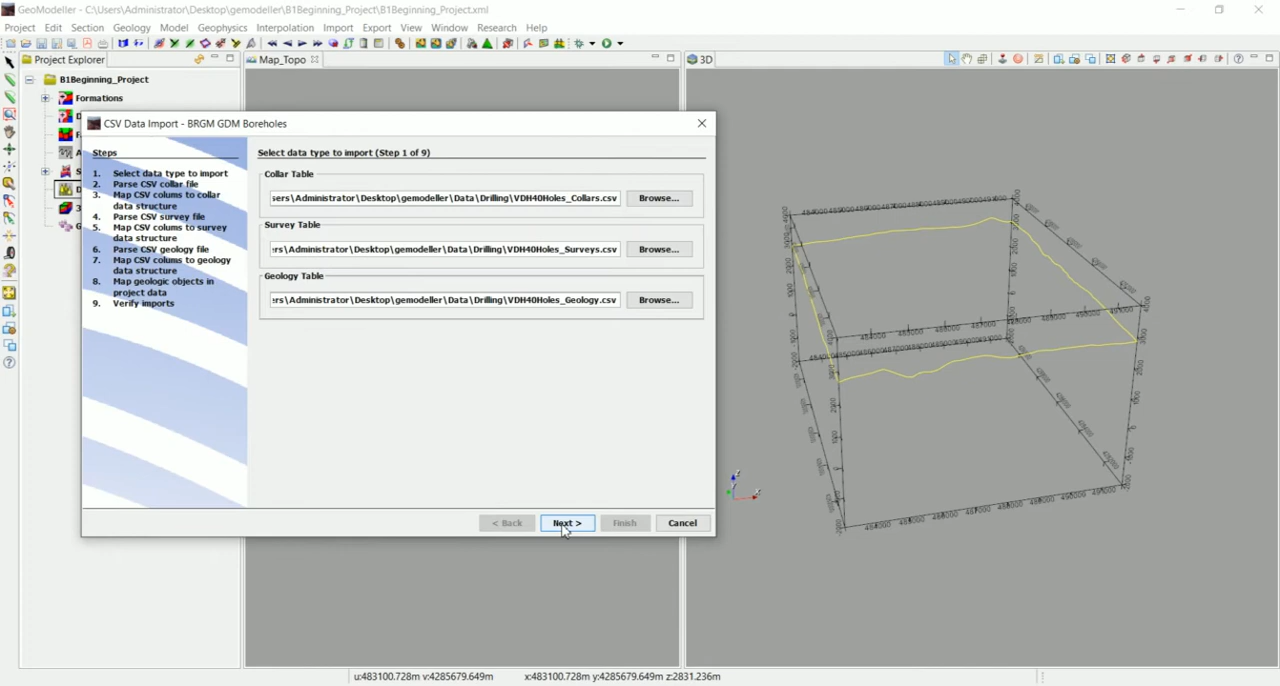 GeoModeller - C:\Users\Administrator\Desktop\gemodeller\B1Beginning_Project\B1Beginning_Project.xml
Project Edit Section Geology Model Geophysics Interpolation Import Export View Window Research Help
Project Explorer
Map_Topo
3D
B1Beginning_Project
Formations
CSV Data Import - BRGM GDM Boreholes
Steps
1. Select data type to import
2. Parse CSV collar file
3. Map CSV colums to collar
data structure
4. Parse CSV survey file
5. Map CSV colums to survey
data structure
6. Parse CSV geology file
7. Map CSV colums to geology
data structure
8. Map geologic objects in
project data
9. Verify imports
Select data type to import (Step 1 of 9)
Collar Table
sers\Administrator\Desktop\gemodeller\Data\Drilling\VDH40Holes_Collars.csv Browse...
Survey Table
ers\Administrator\Desktop\gemodeller\Data\Drilling\VDH40Holes_Surveys.csv Browse...
Geology Table
ers\Administrator\Desktop\gemodeller\Data\Drilling\VDH40Holes_Geology.csv Browse...
< Back Next > Finish Cancel
u:483100.728m v:4285679.649m x:483100.728m y:4285679.649m z:2831.236m